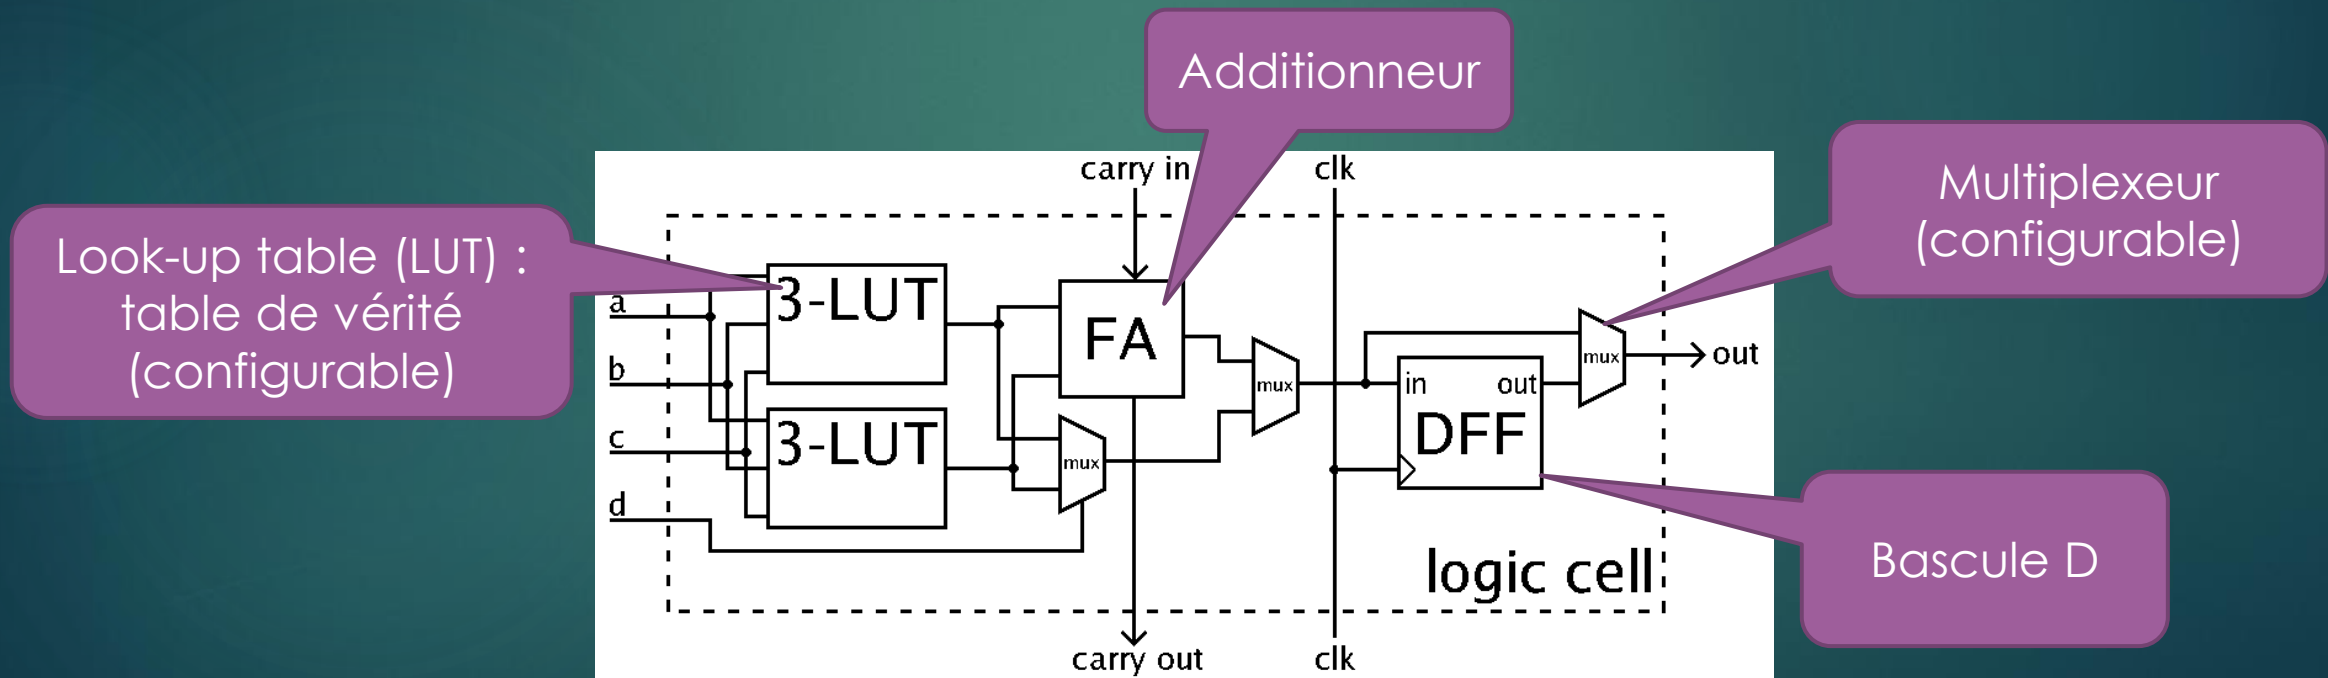 Additionneur
Look-up table (LUT) :
table de vérité
(configurable)
Multiplexeur
(configurable)
Bascule D
carry in
clk
a
b
c
d
3-LUT
3-LUT
FA
mux
mux
in
out
DFF
mux
out
logic cell
carry out
clk